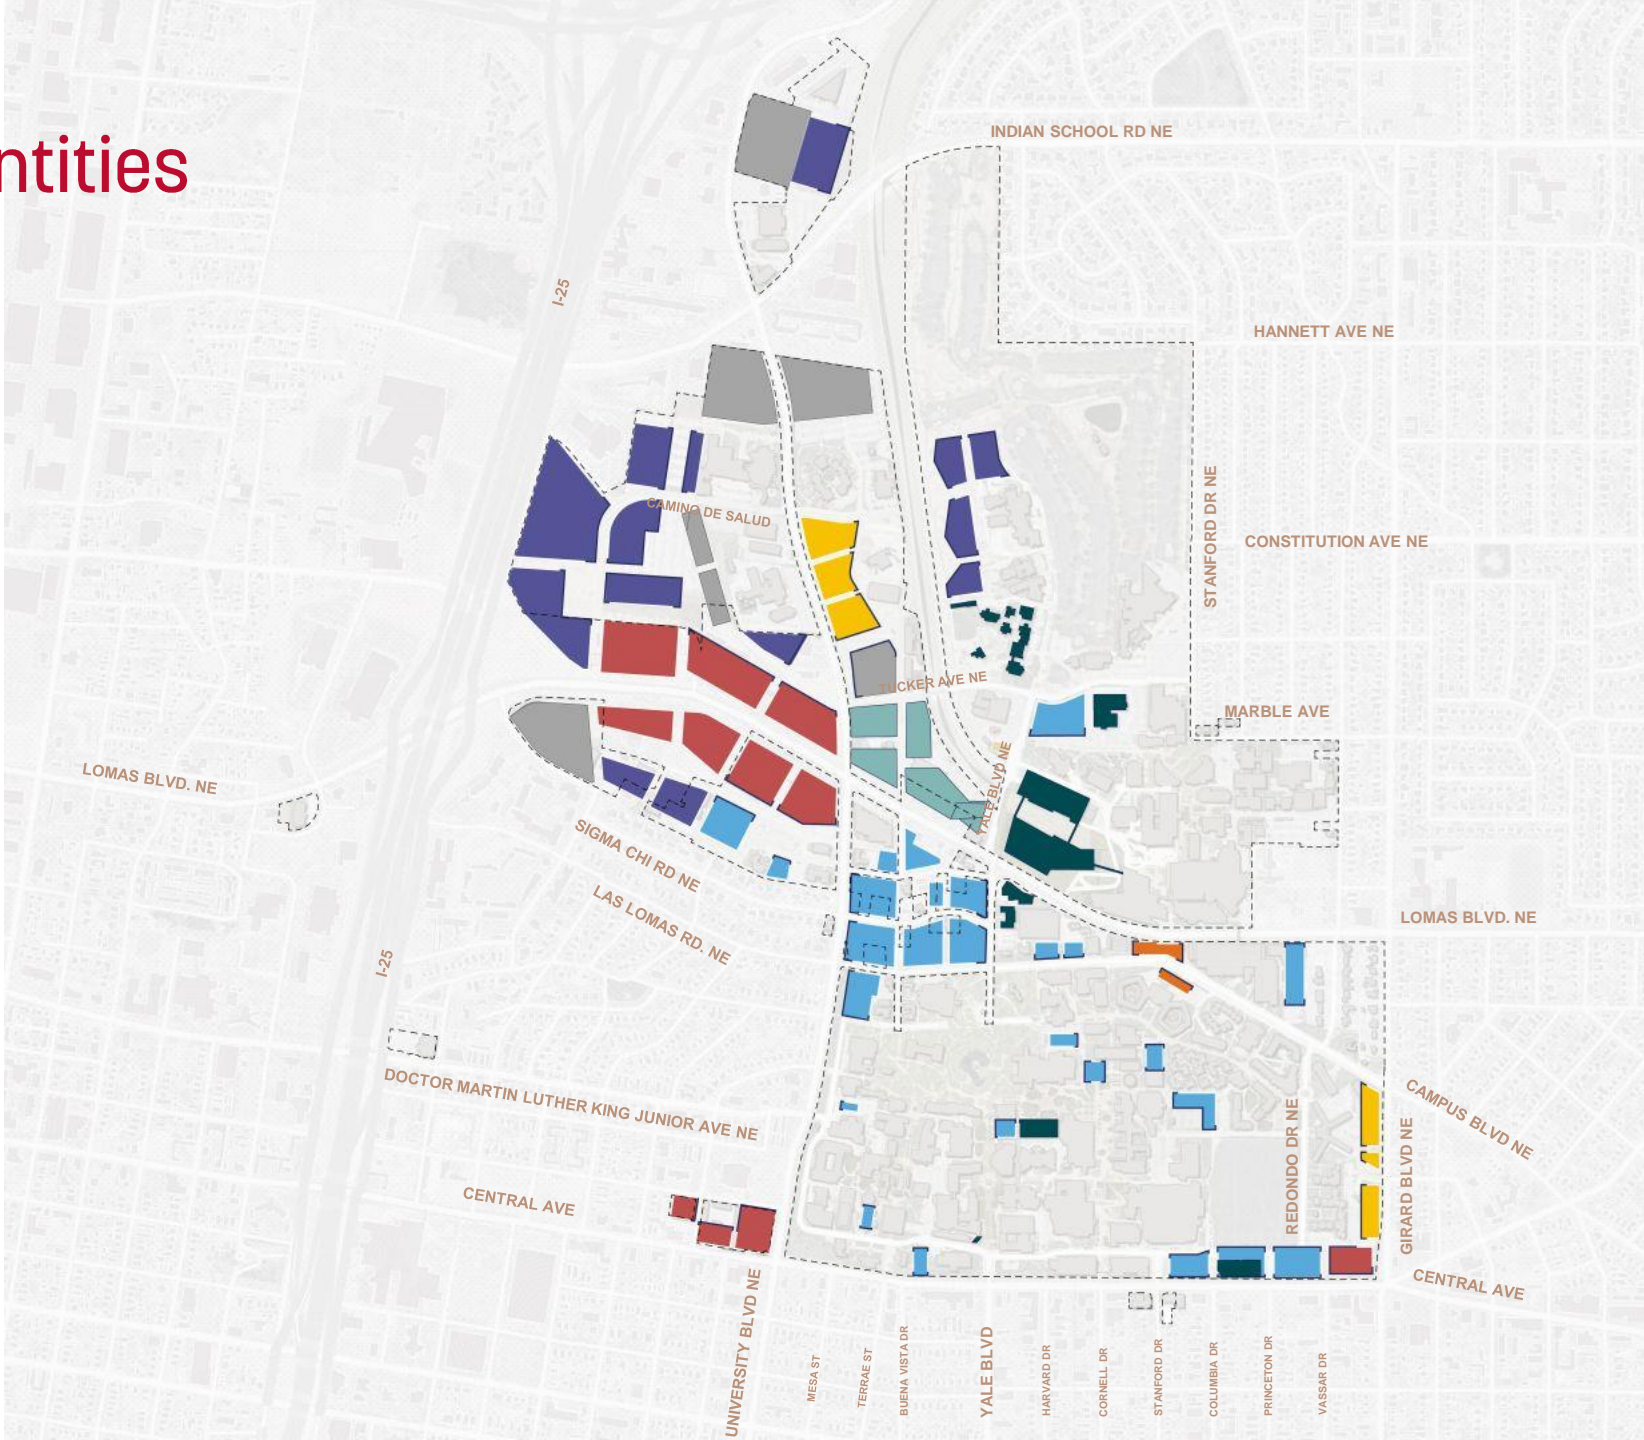 INDIAN SCHOOL RD NE
ntities
I-25
HANNETT AVE NE
STANFORD DR NE
CAMINO DE SALUD
CONSTITUTION AVE NE
TUCKER AVE NE
MARBLE AVE
YALE BLVD NE
LOMAS BLVD. NE
SIGMA CHI RD NE
LAS LOMAS RD. NE
LOMAS BLVD. NE
I-25
DOCTOR MARTIN LUTHER KING JUNIOR AVE NE
CAMPUS BLVD NE
REDONDO DR NE
GIRARD BLVD NE
CENTRAL AVE
CENTRAL AVE
UNIVERSITY BLVD NE
MESA ST
TERRAE ST
BUENA VISTA DR
YALE BLVD
HARVARD DR
CORNELL DR
STANFORD DR
COLUMBIA DR
PRINCETON DR
VASSAR DR